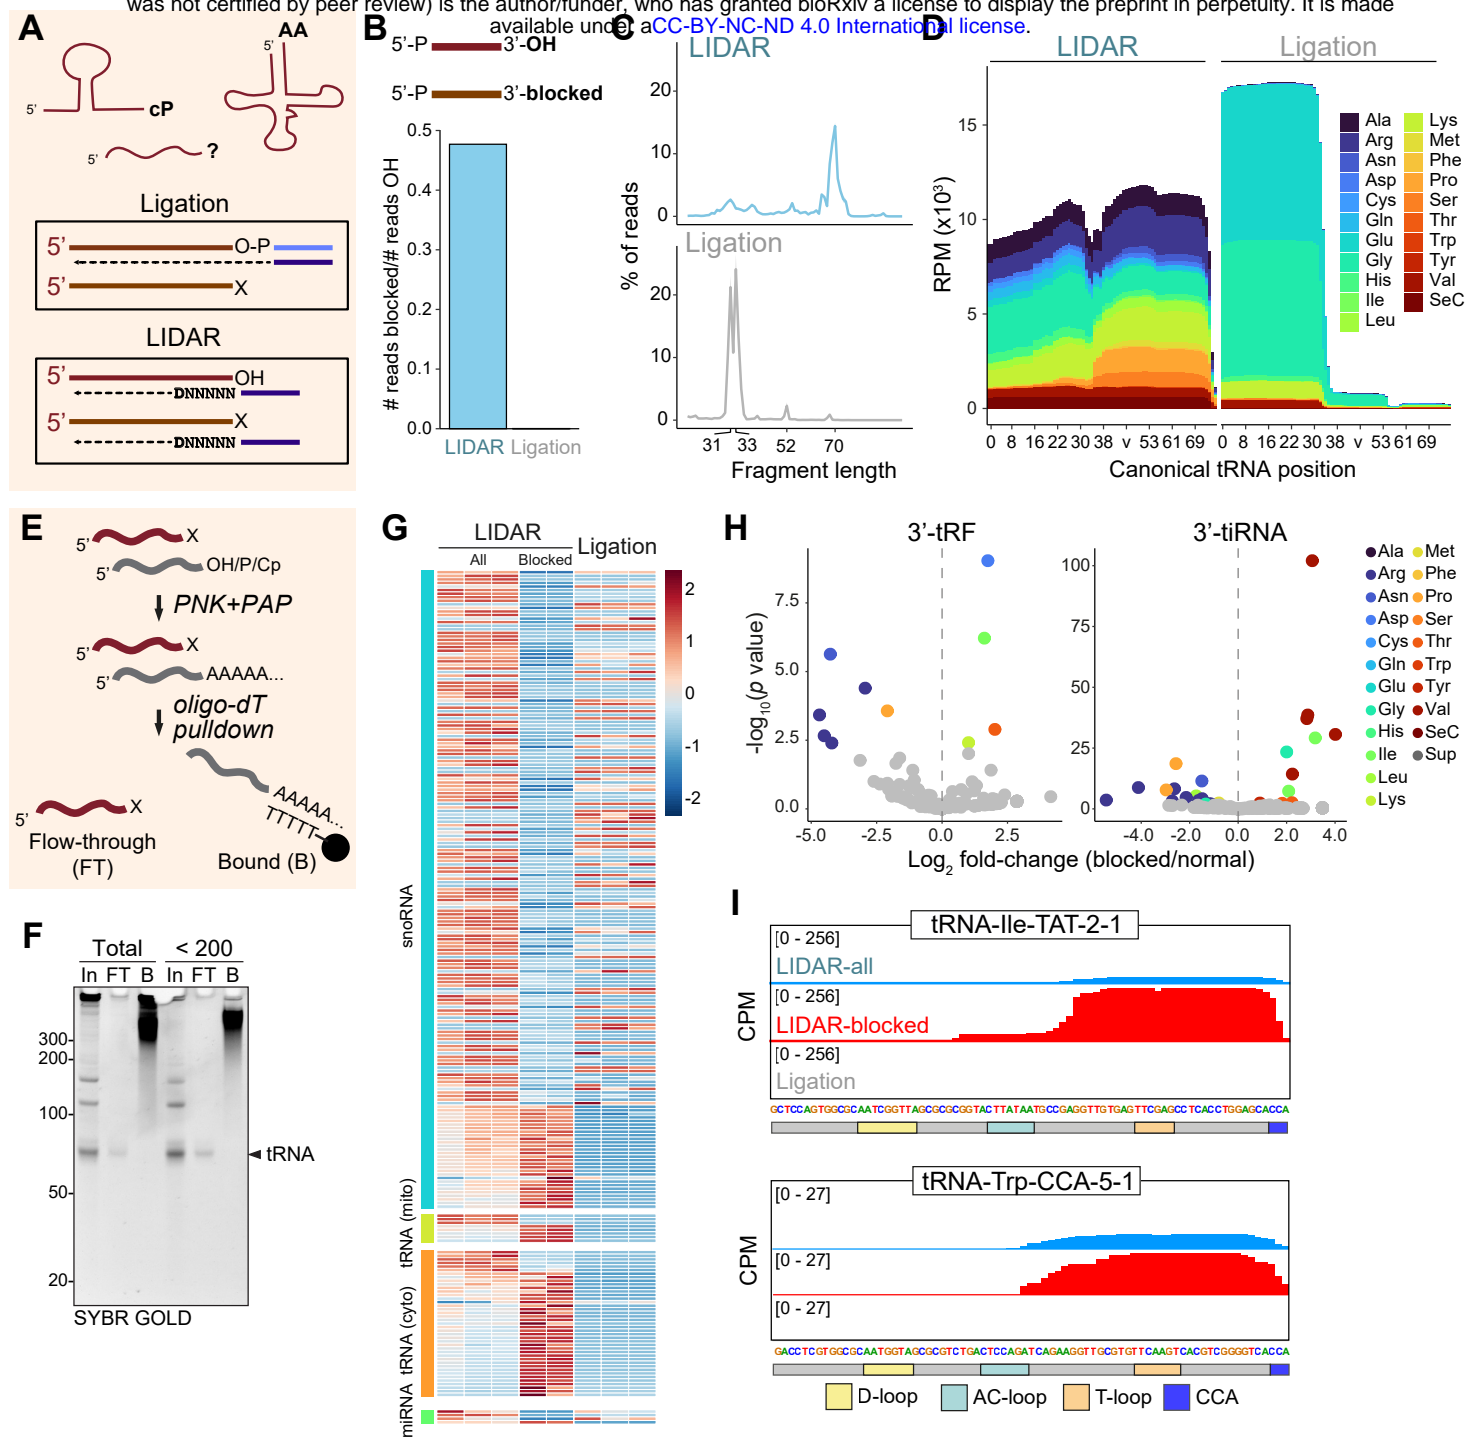 was not certified by peer review) is the author/funder, who has granted bioRxiv a license to display the preprint in perpetuity. It is made
available under aCC-BY-NC-ND 4.0 International license.
A
AA
5'
5'
cP
5'
?
Ligation
5'
O-P
5'
X
LIDAR
5'
OH
DNNNNN
5'
X
DNNNNN
B
5'-P
3'-OH
5'-P
3'-blocked
# reads blocked/# reads OH
0.5
0.4
0.3
0.2
0.1
0.0
LIDAR
Ligation
C
LIDAR
20
10
0
Ligation
20
10
0
% of reads
31
33
52
70
Fragment length
D
LIDAR
Ligation
RPM (x10³)
15
10
5
0
0 8 16 22 30 38 v 53 61 69
0 8 16 22 30 38 v 53 61 69
Canonical tRNA position
Ala
Arg
Asn
Asp
Cys
Gln
Glu
Gly
His
Ile
Leu
Lys
Met
Phe
Pro
Ser
Thr
Trp
Tyr
Val
SeC
E
5'
X
5'
OH/P/Cp
PNK+PAP
5'
X
5'
AAAAA...
oligo-dT
pulldown
AAAAA...
TTTTT
5'
X
Flow-through
(FT)
Bound (B)
F
Total
< 200
In FT B In FT B
300
200
100
50
20
tRNA
SYBR GOLD
G
LIDAR
Ligation
All
Blocked
snoRNA
tRNA (mito)
tRNA (cyto)
miRNA
2
1
0
-1
-2
H
3'-tRF
3'-tiRNA
-log10(p value)
7.5
5.0
2.5
0.0
-5.0
-2.5
0.0
2.5
100
75
50
25
0
-4.0
-2.0
0.0
2.0
4.0
Log2 fold-change (blocked/normal)
Ala
Arg
Asn
Asp
Cys
Gln
Glu
Gly
His
Ile
Leu
Lys
Met
Phe
Pro
Ser
Thr
Trp
Tyr
Val
SeC
Sup
I
tRNA-Ile-TAT-2-1
[0 - 256]
LIDAR-all
[0 - 256]
LIDAR-blocked
[0 - 256]
Ligation
CPM
GCTCCAGTGGCGCAATCGGTTAGCGCGCGGTACTTATAATGCCGAGGTTGTGAGTTCGAGCCTCACCTGGAGCACCA
tRNA-Trp-CCA-5-1
[0 - 27]
[0 - 27]
[0 - 27]
CPM
GACCTCGTGGCGCAATGGTAGCGCGTCTGACTCCAGATCAGAAGGTTGCGTGTTCAAGTCACGTCGGGGTCACCA
D-loop
AC-loop
T-loop
CCA